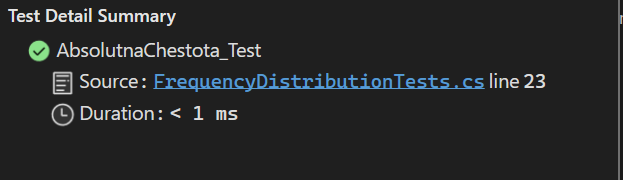 Test Detail Summary
AbsolutnaChestota_Test
Source: FrequencyDistributionTests.cs line 23
Duration: < 1 ms